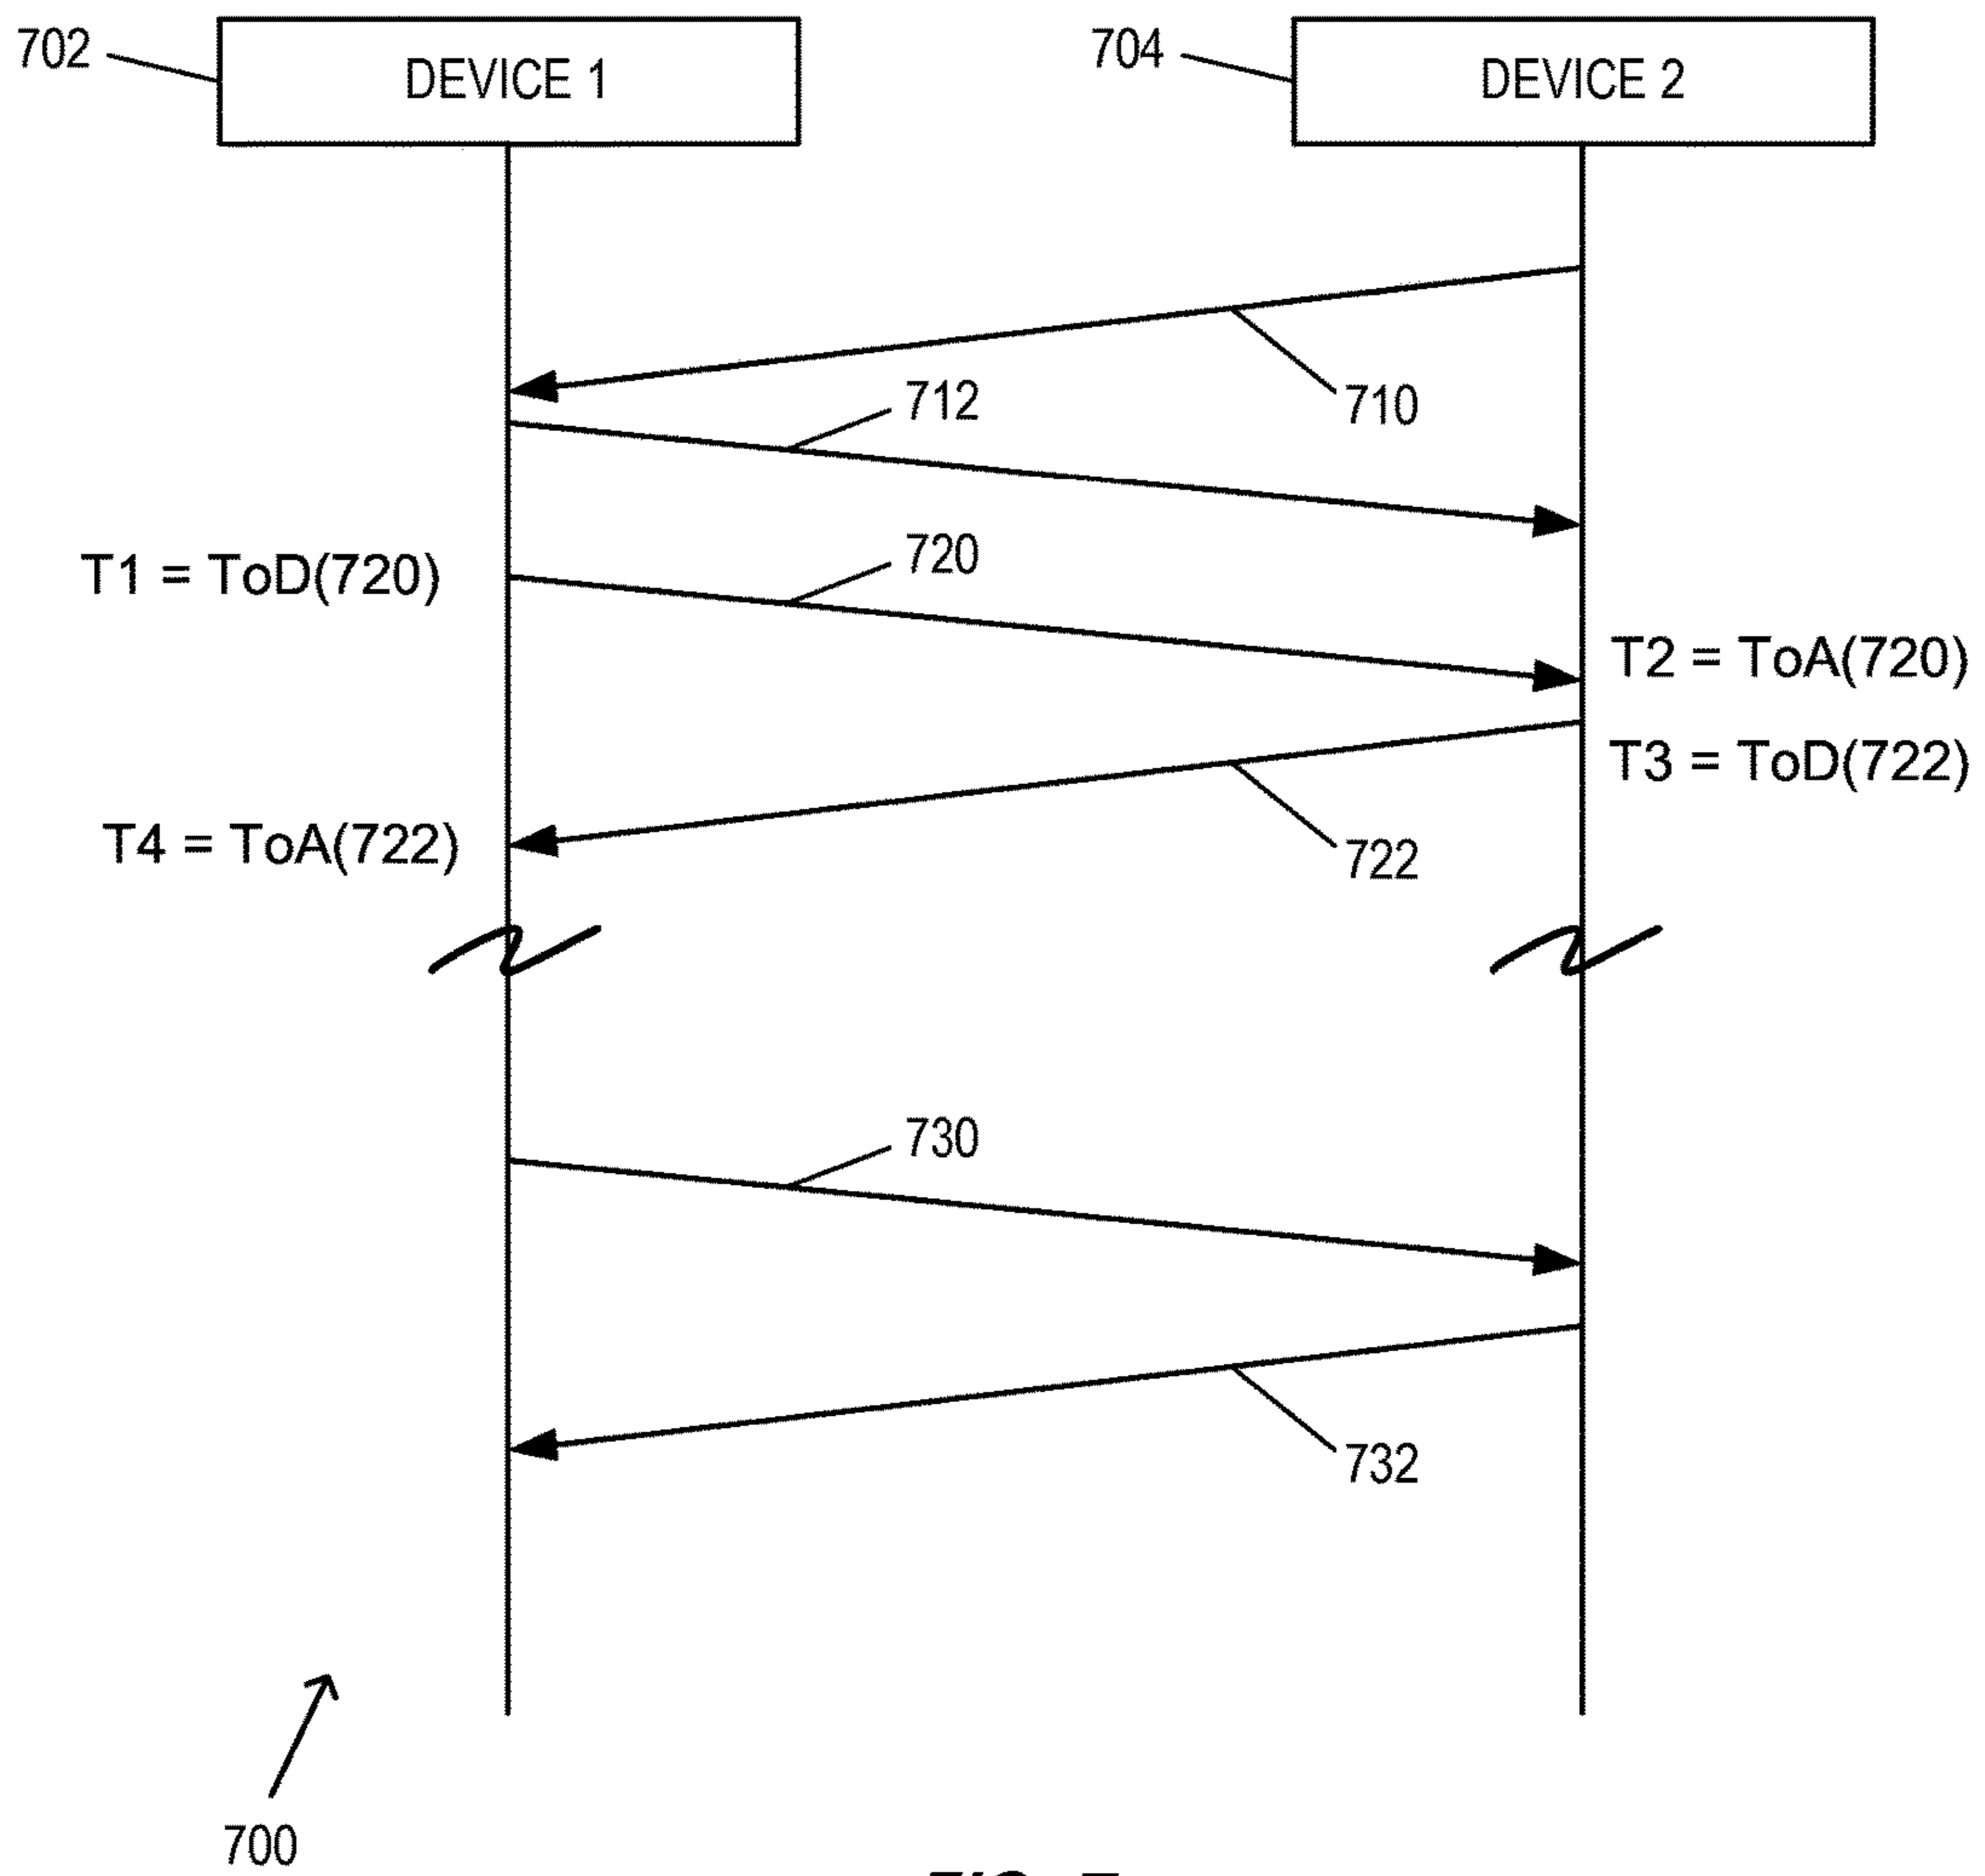 702
DEVICE 1
704
DEVICE 2
710
712
T1 = ToD(720)
720
T2 = ToA(720)
T3 = ToD(722)
T4 = ToA(722)
722
730
732
700